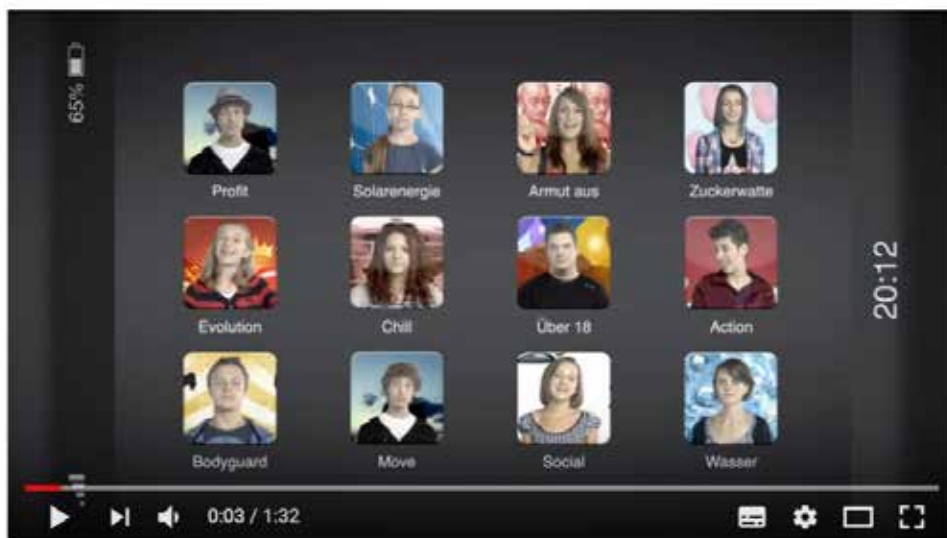 65%
Profit Solarenergie Armut aus Zuckerwatte
Evolution Chill Über 18 Action
20:12
Bodyguard Move Social Wasser
0:03 / 1:32